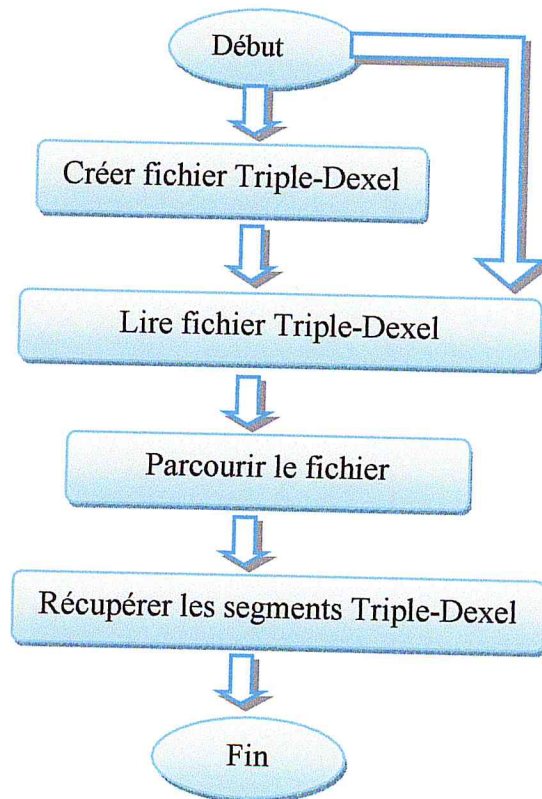 Début
Créer fichier Triple-Dexel
Lire fichier Triple-Dexel
Parcourir le fichier
Récupérer les segments Triple-Dexel
Fin